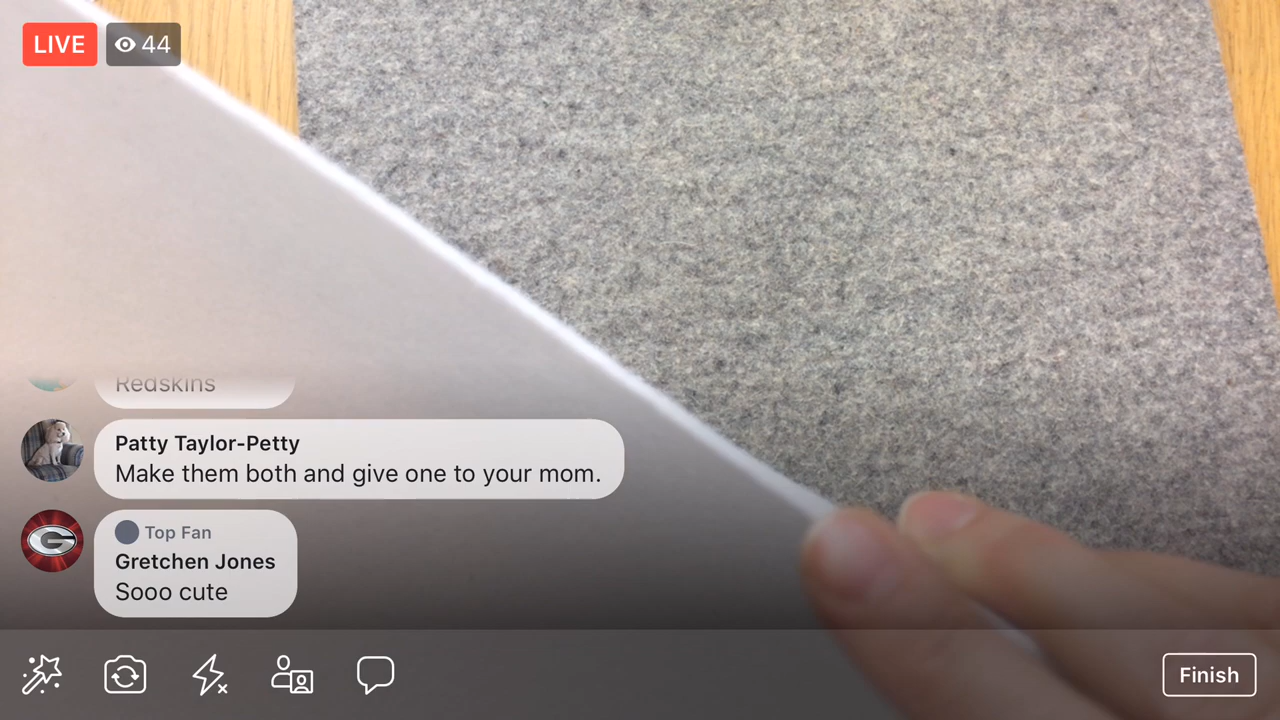 LIVE 44
Redskins
Patty Taylor-Petty
Make them both and give one to your mom.
G
Top Fan
Gretchen Jones
Sooo cute
Finish